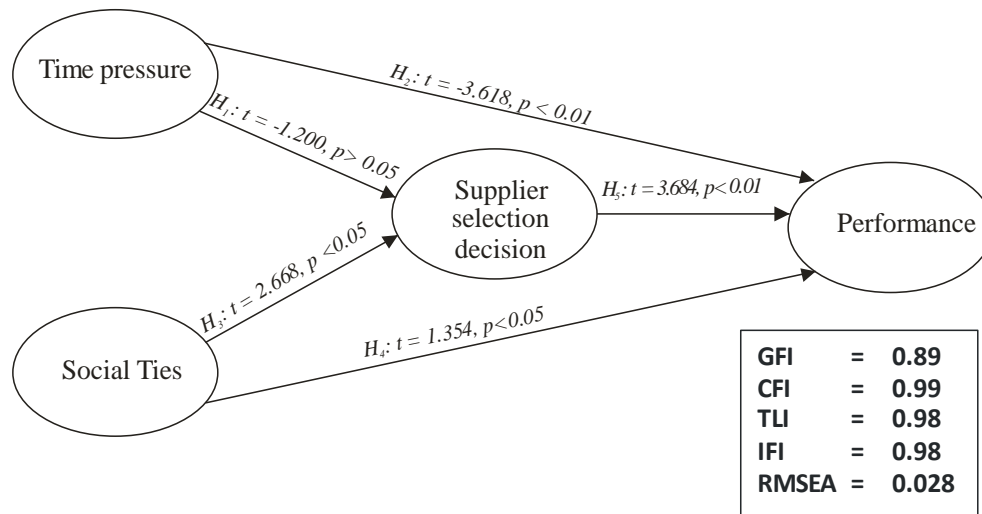 Time pressure
H₂: t = -3.618, p < 0.01
H₁: t = -1.200, p> 0.05
Supplier
selection
decision
H₅: t = 3.684, p<0.01
Performance
H₃: t = 2.668, p <0.05
Social Ties
H₄: t = 1.354, p<0.05
GFI = 0.89
CFI = 0.99
TLI = 0.98
IFI = 0.98
RMSEA = 0.028